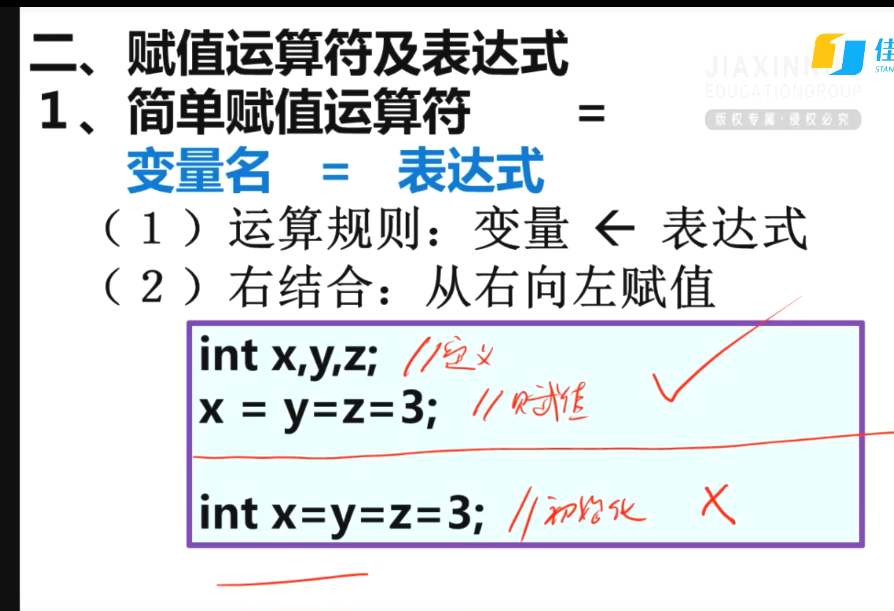 二、赋值运算符及表达式
1、简单赋值运算符 =
变量名 = 表达式
（1）运算规则：变量 ← 表达式
（2）右结合：从右向左赋值
int x,y,z; //定义
x = y=z=3; //赋值
int x=y=z=3; //初始化
EDUCATIONGROUP
版权专属·侵权必究
佳
STAN